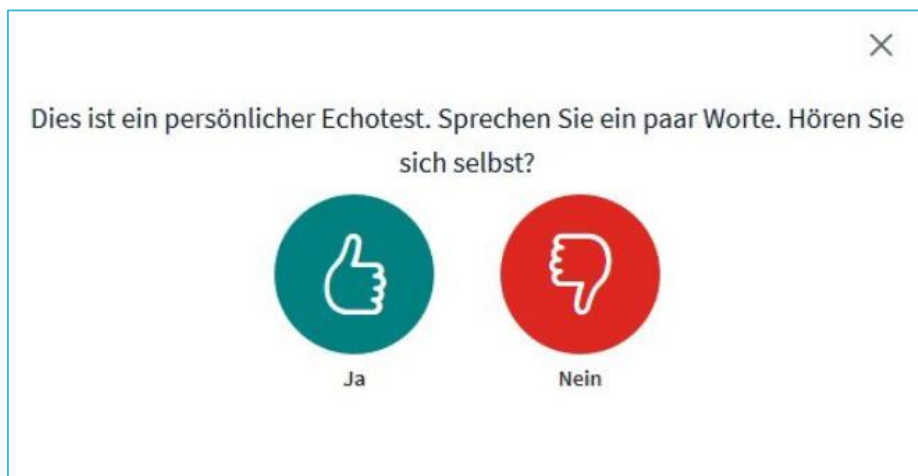 Dies ist ein persönlicher Echotest. Sprechen Sie ein paar Worte. Hören Sie
sich selbst?
Ja
Nein